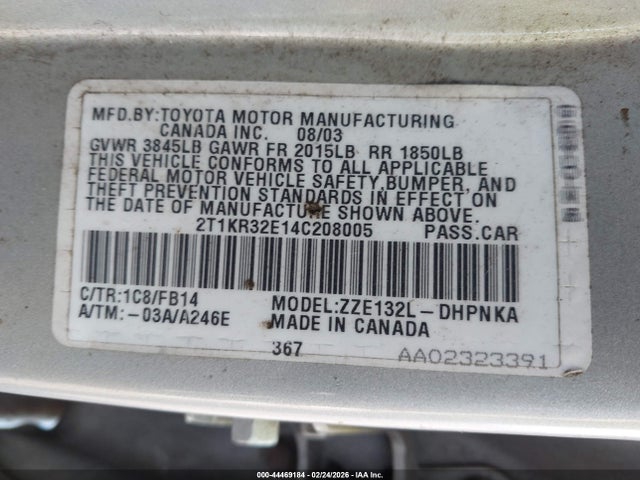 MFD.BY:TOYOTA MOTOR MANUFACTURING
CANADA INC. 08/03
GVWR 3845LB GAWR FR 2015LB RR 1850LB
THIS VEHICLE CONFORMS TO ALL APPLICABLE
FEDERAL MOTOR VEHICLE SAFETY,BUMPER, AND
THEFT PREVENTION STANDARDS IN EFFECT ON
THE DATE OF MANUFACTURE SHOWN ABOVE.
2T1KR32E14C208005 PASS.CAR
C/TR:1C8/FB14 MODEL:ZZE132L-DHPNKA
A/TM:-03A/A246E MADE IN CANADA
367 AA02323391
000-44469184 - 02/24/2026 - IAA Inc.